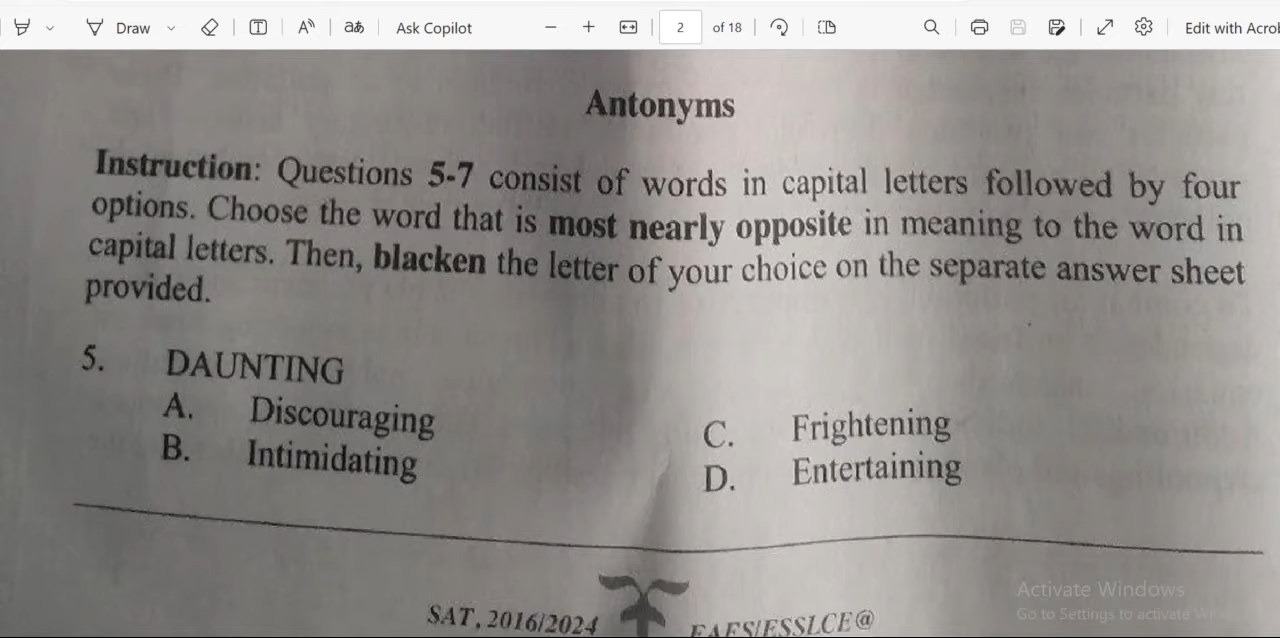 Draw
Ask Copilot
2 of 18
Edit with Acro
Antonyms
Instruction: Questions 5-7 consist of words in capital letters followed by four
options. Choose the word that is most nearly opposite in meaning to the word in
capital letters. Then, blacken the letter of your choice on the separate answer sheet
provided.
5. DAUNTING
A. Discouraging
B. Intimidating
C. Frightening
D. Entertaining
SAT, 2016/2024
EAES/ESSLCE@
Activate Windows
Go to Settings to activate